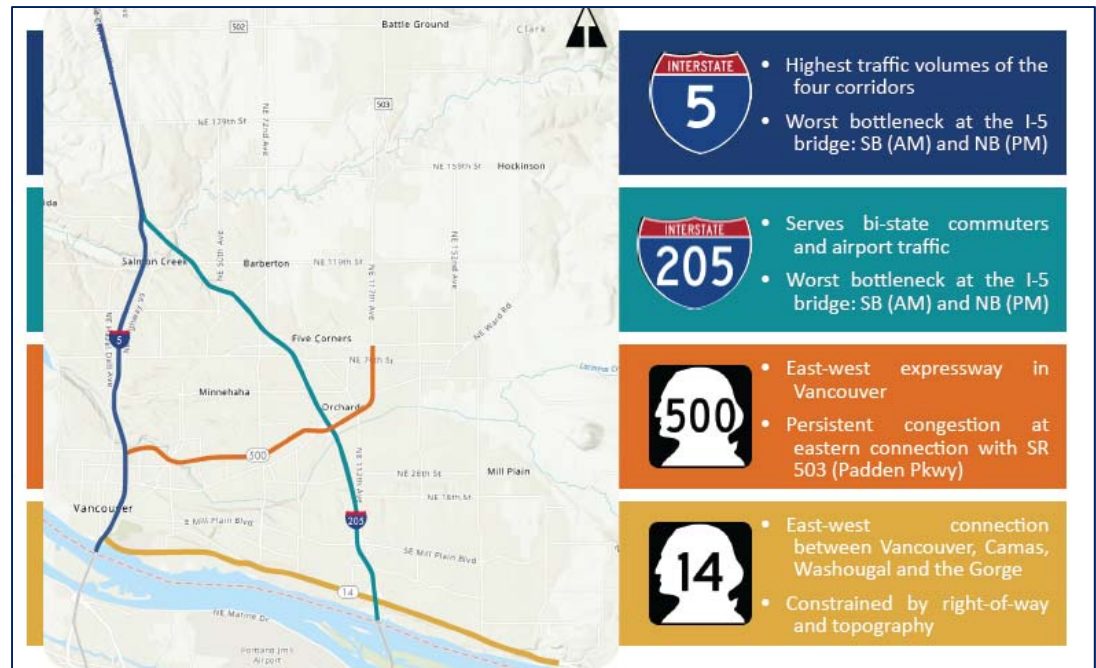 Battle Ground
Clark
502
503
NE 72nd Ave
NE 179th St
NE 159th St
Hockinson
Salmon Creek
NE 50th Ave
Barberton
NE 119th St
NE 117th Ave
NE 152nd Ave
NE Ward Rd
Five Corners
5
NE 76th St
Minnehaha
Orchards
500
NE 28th St
NE 18th St
Mill Plain
Vancouver
E Mill Plain Blvd
205
SE Mill Plain Blvd
14
NE Marine Dr
Portland Jml
Airport
INTERSTATE
5
• Highest traffic volumes of the
four corridors
• Worst bottleneck at the I-5
bridge: SB (AM) and NB (PM)
INTERSTATE
205
• Serves bi-state commuters
and airport traffic
• Worst bottleneck at the I-5
bridge: SB (AM) and NB (PM)
500
• East-west expressway in
Vancouver
• Persistent congestion at
eastern connection with SR
503 (Padden Pkwy)
14
• East-west connection
between Vancouver, Camas,
Washougal and the Gorge
• Constrained by right-of-way
and topography